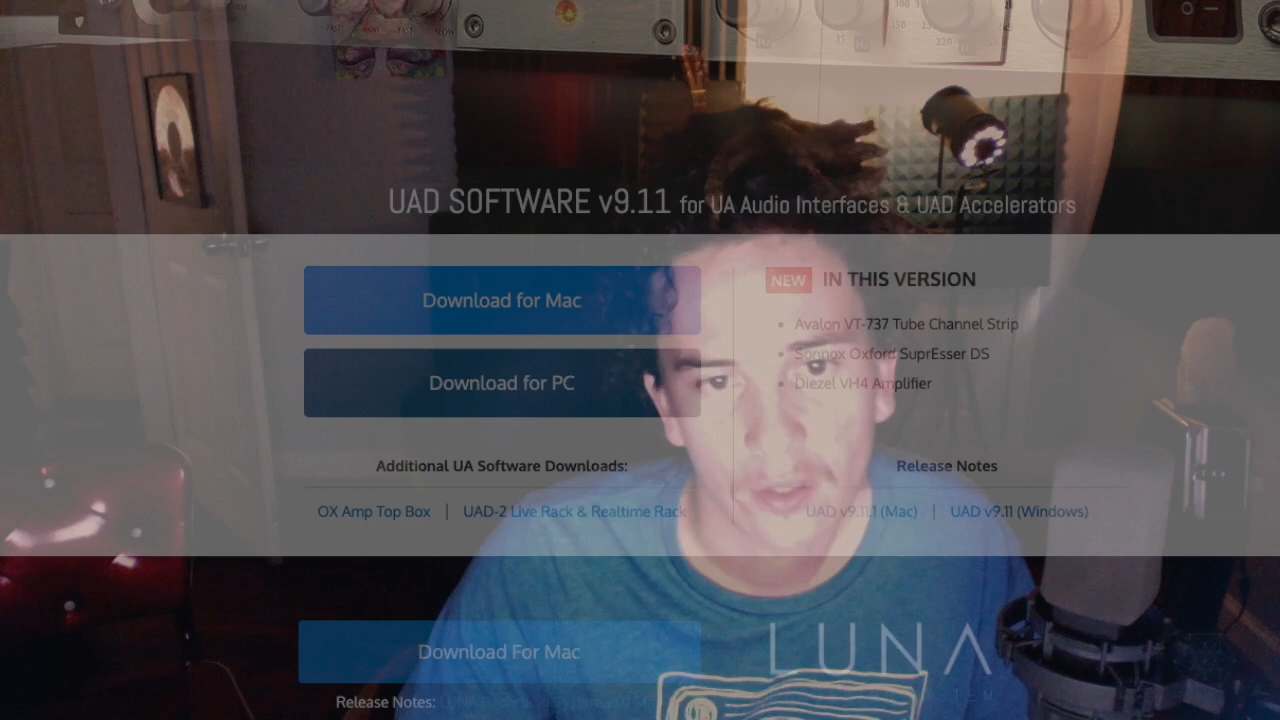 UAD SOFTWARE v9.11 for UA Audio Interfaces & UAD Accelerators
Download for Mac
Download for PC
NEW IN THIS VERSION
Avalon VT-737 Tube Channel Strip
Sonnox Oxford SuprEsser DS
Diezel VH4 Amplifier
Additional UA Software Downloads:
OX Amp Top Box | UAD-2 Live Rack & Realtime Rack
Release Notes
UAD v9.11.1 (Mac) | UAD v9.11 (Windows)
Download For Mac
LUNA
Release Notes: